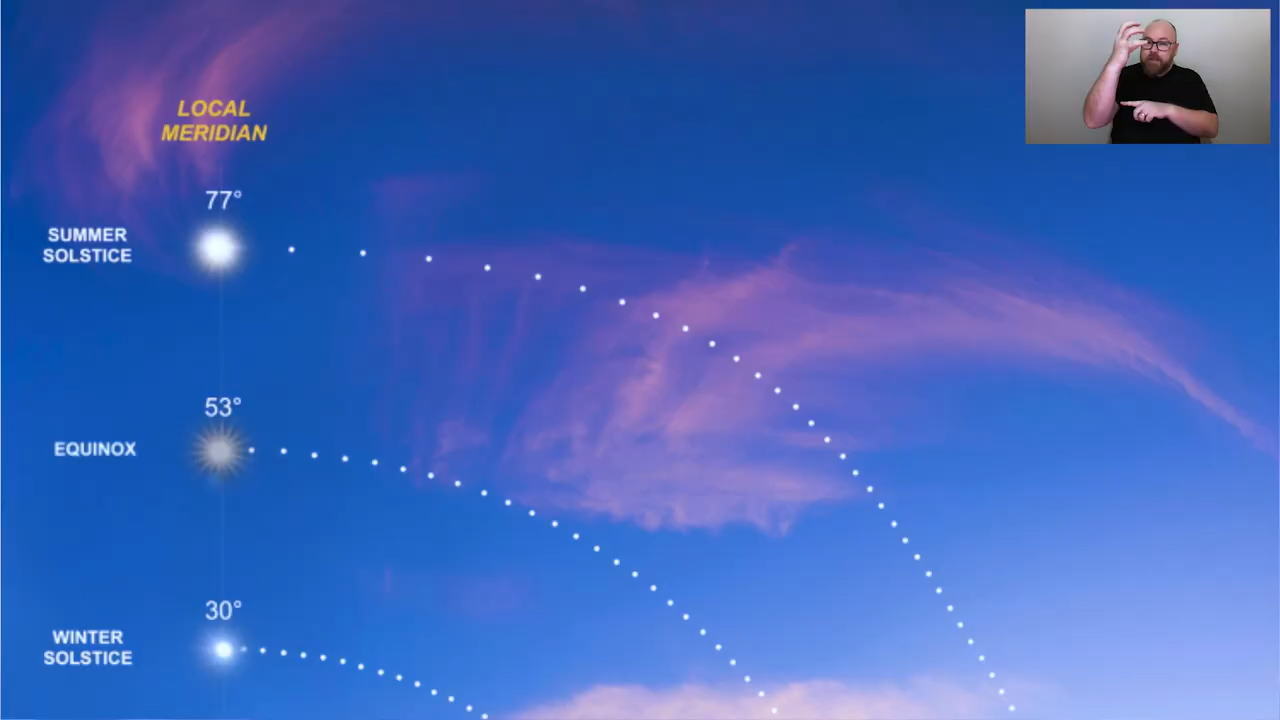 LOCAL
MERIDIAN
77°
SUMMER
SOLSTICE
53°
EQUINOX
30°
WINTER
SOLSTICE